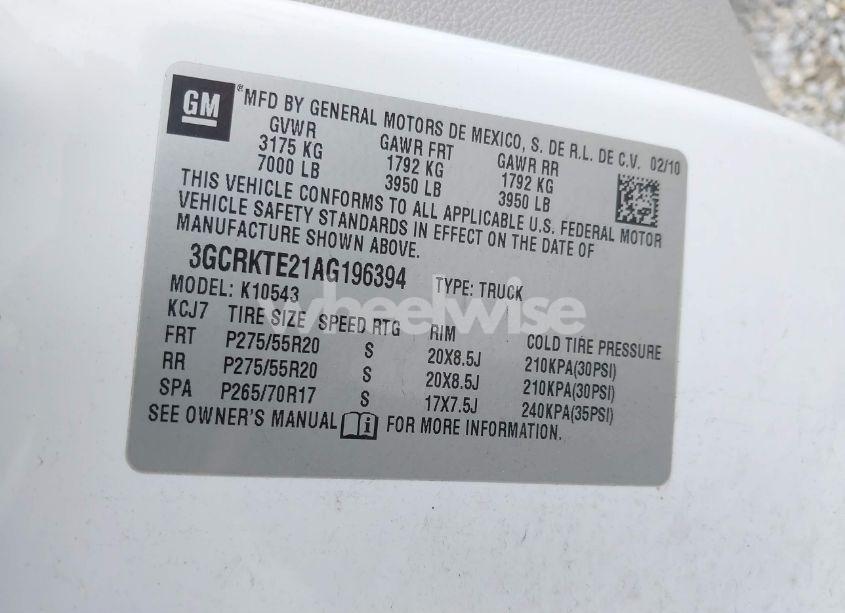 GM
®MFD BY GENERAL MOTORS DE MEXICO, S. DE R.L. DE C.V. 02/10
GVWR GAWR FRT GAWR RR
3175 KG 1792 KG 1792 KG
7000 LB 3950 LB 3950 LB
THIS VEHICLE CONFORMS TO ALL APPLICABLE U.S. FEDERAL MOTOR
VEHICLE SAFETY STANDARDS IN EFFECT ON THE DATE OF
MANUFACTURE SHOWN ABOVE.
3GCRKTE21AG196394 TYPE: TRUCK
MODEL: K10543
wheelwise
KCJ7 TIRE SIZE SPEED RTG RIM COLD TIRE PRESSURE
FRT P275/55R20 S 20X8.5J 210KPA(30PSI)
RR P275/55R20 S 20X8.5J 210KPA(30PSI)
SPA P265/70R17 S 17X7.5J 240KPA(35PSI)
SEE OWNER'S MANUAL i FOR MORE INFORMATION.